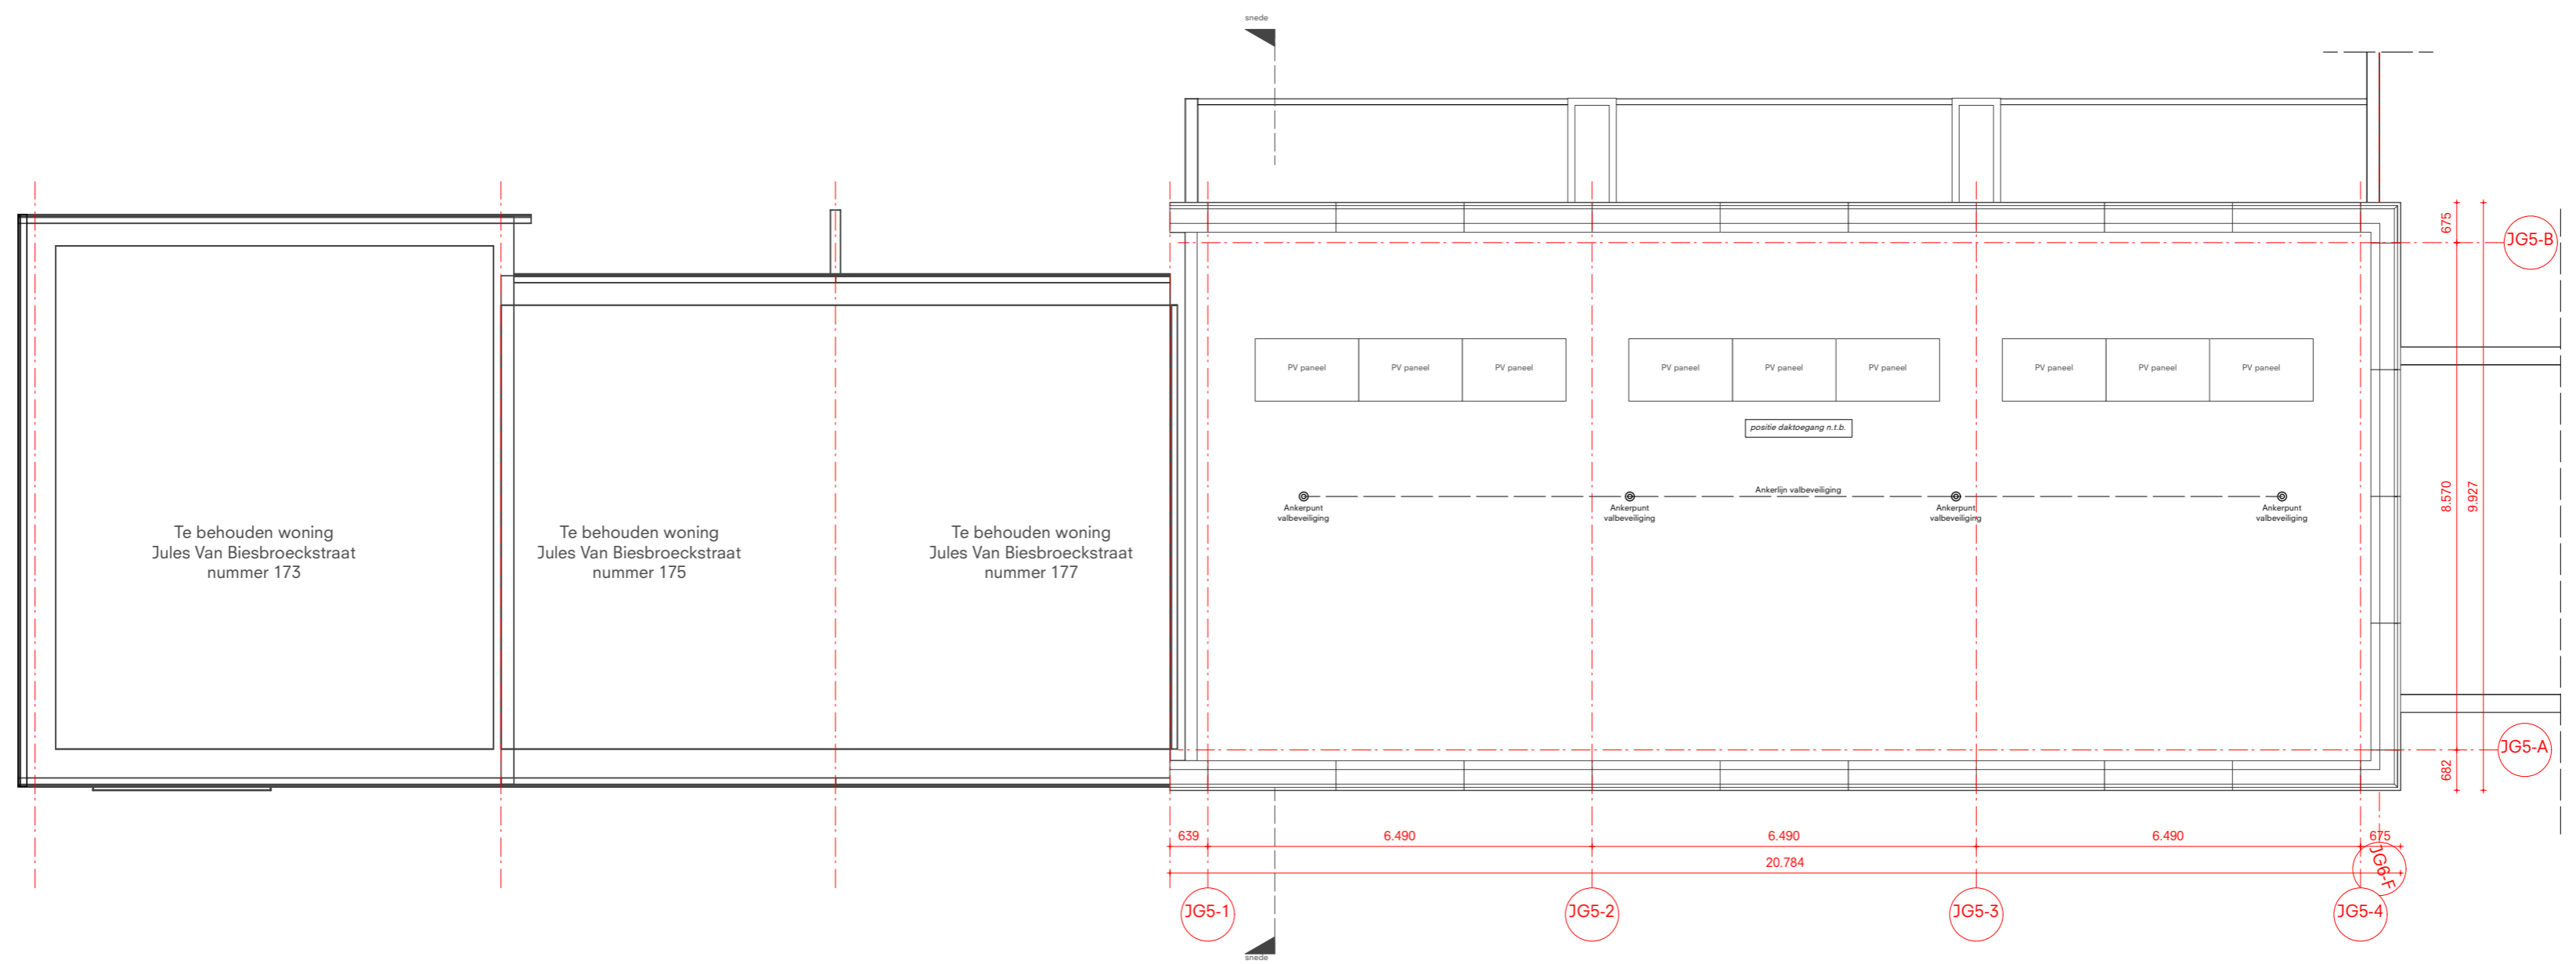 snede
675
JG5-B
PV paneel
PV paneel
PV paneel
PV paneel
PV paneel
PV paneel
PV paneel
PV paneel
PV paneel
positie daktoegang n.t.b.
Ankerlijn valbeveiliging
8.570
9.927
Ankerpunt
valbeveiliging
Ankerpunt
valbeveiliging
Ankerpunt
valbeveiliging
Ankerpunt
valbeveiliging
Te behouden woning
Jules Van Biesbroeckstraat
nummer 173
Te behouden woning
Jules Van Biesbroeckstraat
nummer 175
Te behouden woning
Jules Van Biesbroeckstraat
nummer 177
JG5-A
682
639
6.490
6.490
6.490
675
20.784
JG6-F
JG5-1
JG5-2
JG5-3
JG5-4
snede